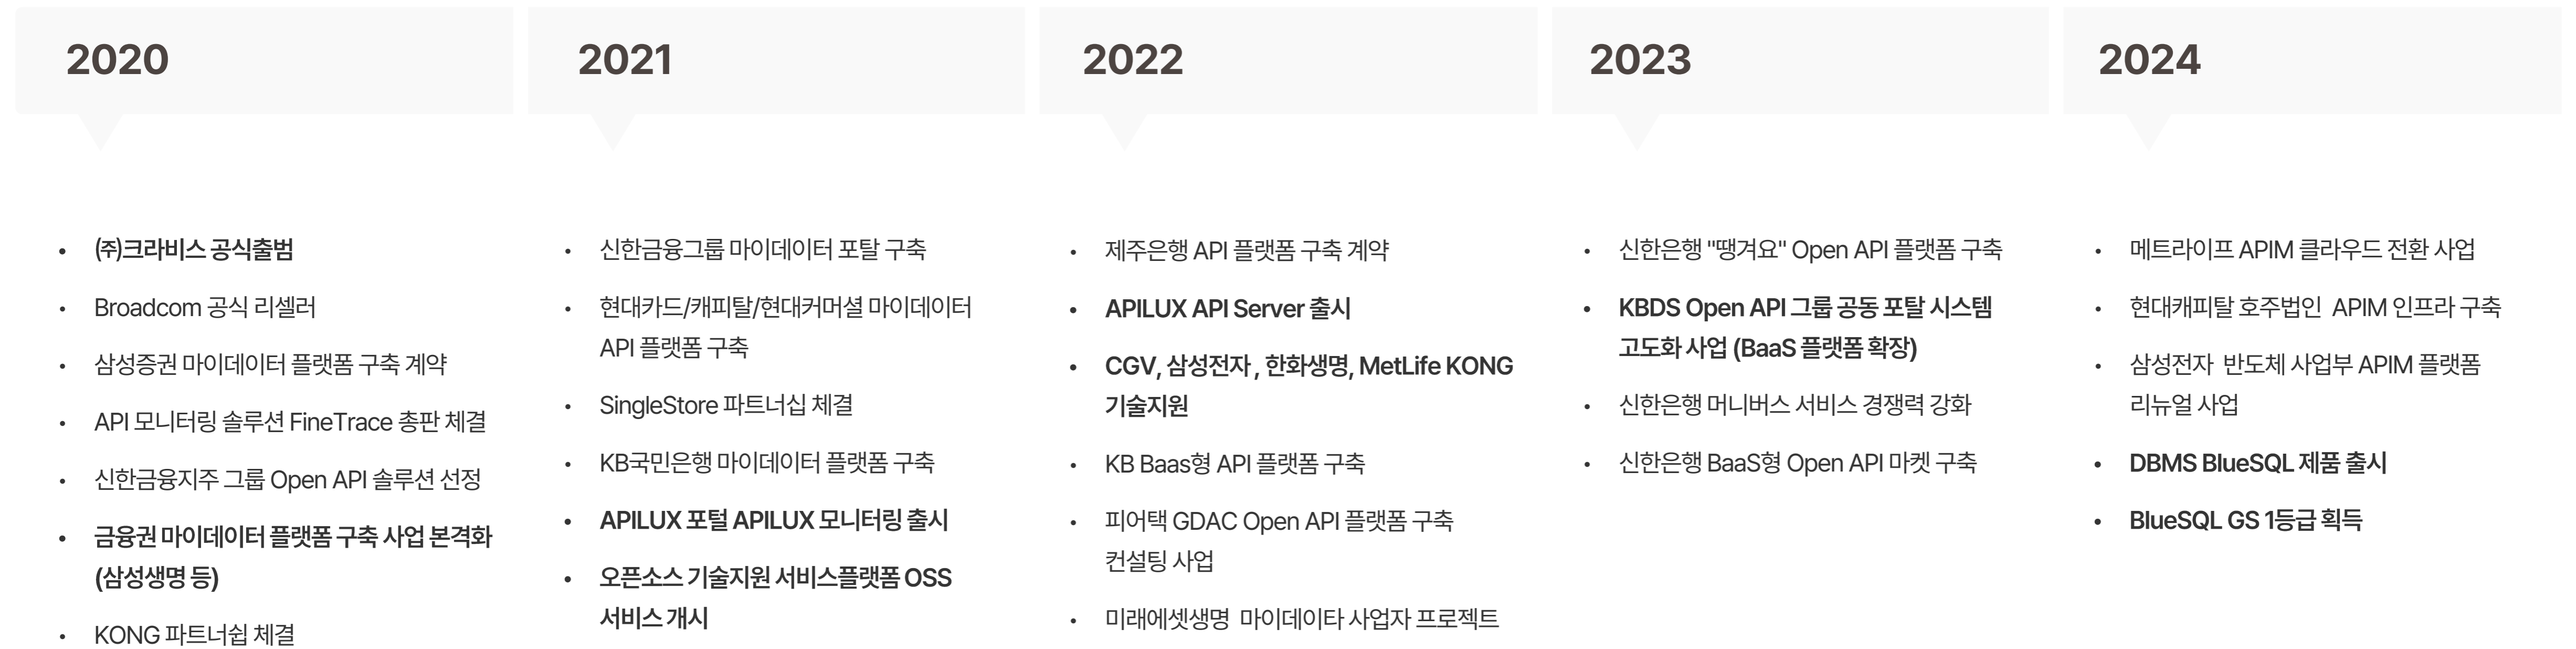 2020
• ㈜크라비스 공식출범
• Broadcom 공식 리셀러
• 삼성증권 마이데이터 플랫폼 구축 계약
• API 모니터링 솔루션 FineTrace 총판 체결
• 신한금융지주 그룹 Open API 솔루션 선정
• 금융권 마이데이터 플랫폼 구축 사업 본격화
(삼성생명 등)
• KONG 파트너쉽 체결
2021
• 신한금융그룹 마이데이터 포탈 구축
• 현대카드/캐피탈/현대커머셜 마이데이터
API 플랫폼 구축
• SingleStore 파트너십 체결
• KB국민은행 마이데이터 플랫폼 구축
• APILUX 포털 APILUX 모니터링 출시
• 오픈소스 기술지원 서비스플랫폼 OSS
서비스 개시
2022
• 제주은행 API 플랫폼 구축 계약
• APILUX API Server 출시
• CGV, 삼성전자 , 한화생명, MetLife KONG
기술지원
• KB Baas형 API 플랫폼 구축
• 피어택 GDAC Open API 플랫폼 구축
컨설팅 사업
• 미래에셋생명 마이데이타 사업자 프로젝트
2023
• 신한은행 "땡겨요" Open API 플랫폼 구축
• KBDS Open API 그룹 공동 포탈 시스템
고도화 사업 (BaaS 플랫폼 확장)
• 신한은행 머니버스 서비스 경쟁력 강화
• 신한은행 BaaS형 Open API 마켓 구축
2024
• 메트라이프 APIM 클라우드 전환 사업
• 현대캐피탈 호주법인 APIM 인프라 구축
• 삼성전자 반도체 사업부 APIM 플랫폼
리뉴얼 사업
• DBMS BlueSQL 제품 출시
• BlueSQL GS 1등급 획득